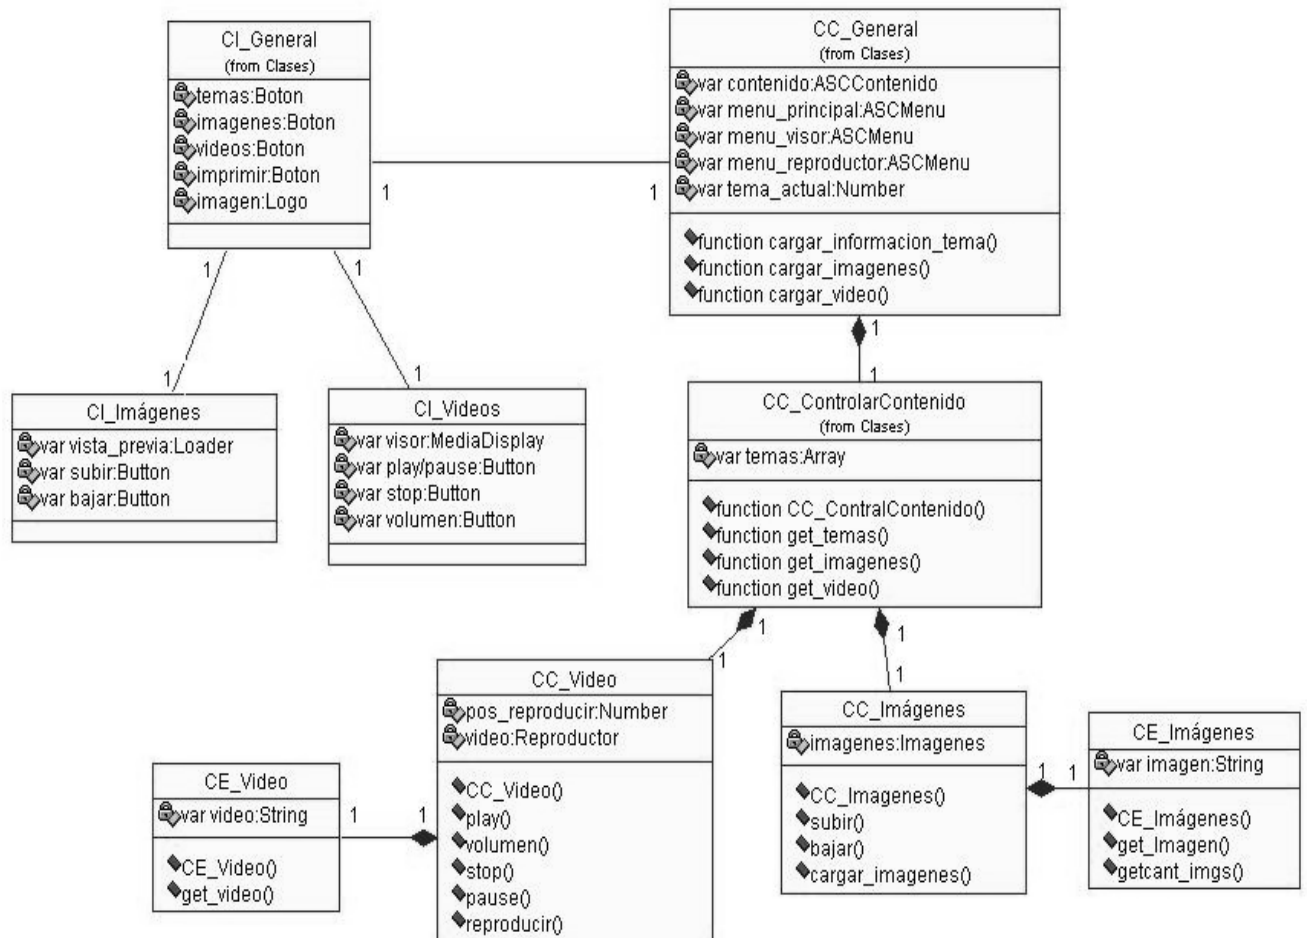 CI_General
(from Clases)
temas:Boton
imagenes:Boton
videos:Boton
imprimir:Boton
imagen:Logo
CC_General
(from Clases)
var contenido:ASCContenido
var menu_principal:ASCMenu
var menu_visor:ASCMenu
var menu_reproductor:ASCMenu
var tema_actual:Number
function cargar_informacion_tema()
function cargar_imagenes()
function cargar_video()
1
1
1
1
1
1
1
1
CI_Imágenes
var vista_previa:Loader
var subir:Button
var bajar:Button
CI_Videos
var visor:MediaDisplay
var play/pause:Button
var stop:Button
var volumen:Button
CC_ControlarContenido
(from Clases)
var temas:Array
function CC_ContralContenido()
function get_temas()
function get_imagenes()
function get_video()
1
1
1
1
CC_Video
pos_reproducir:Number
video:Reproductor
CC_Video()
play()
volumen()
stop()
pause()
reproducir()
CC_Imágenes
imagenes:Imagenes
CC_Imagenes()
subir()
bajar()
cargar_imagenes()
1
1
CE_Imágenes
var imagen:String
CE_Imágenes()
get_Imagen()
getcant_imgs()
CE_Video
var video:String
CE_Video()
get_video()
1
1